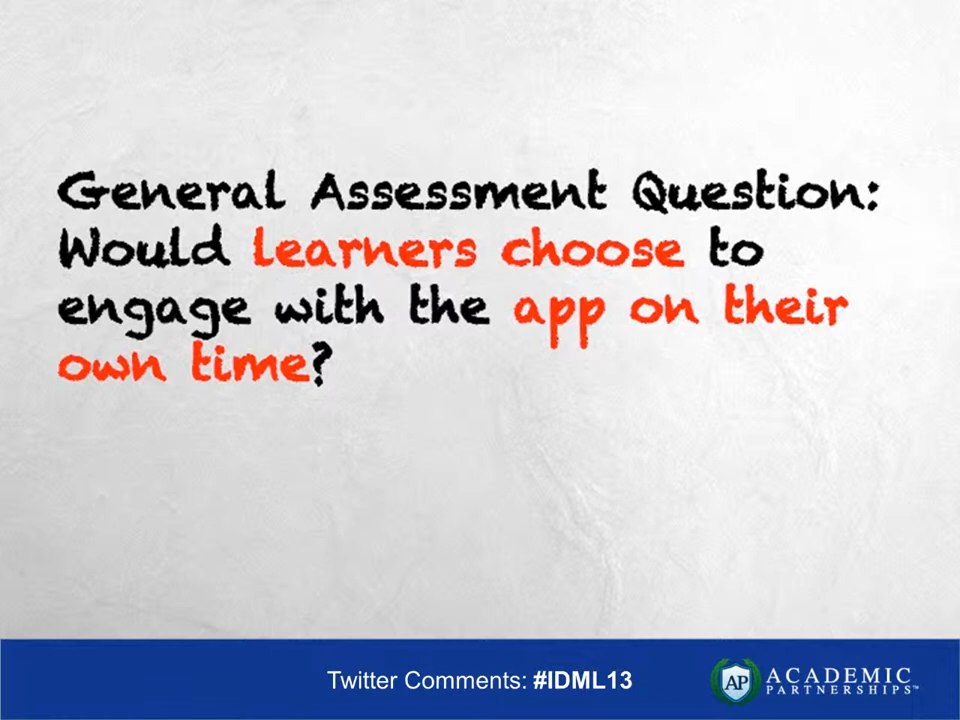 General Assessment Question:
Would learners choose to
engage with the app on their
own time?
Twitter Comments: #IDML13
AP
ACADEMIC
PARTNERSHIPS™